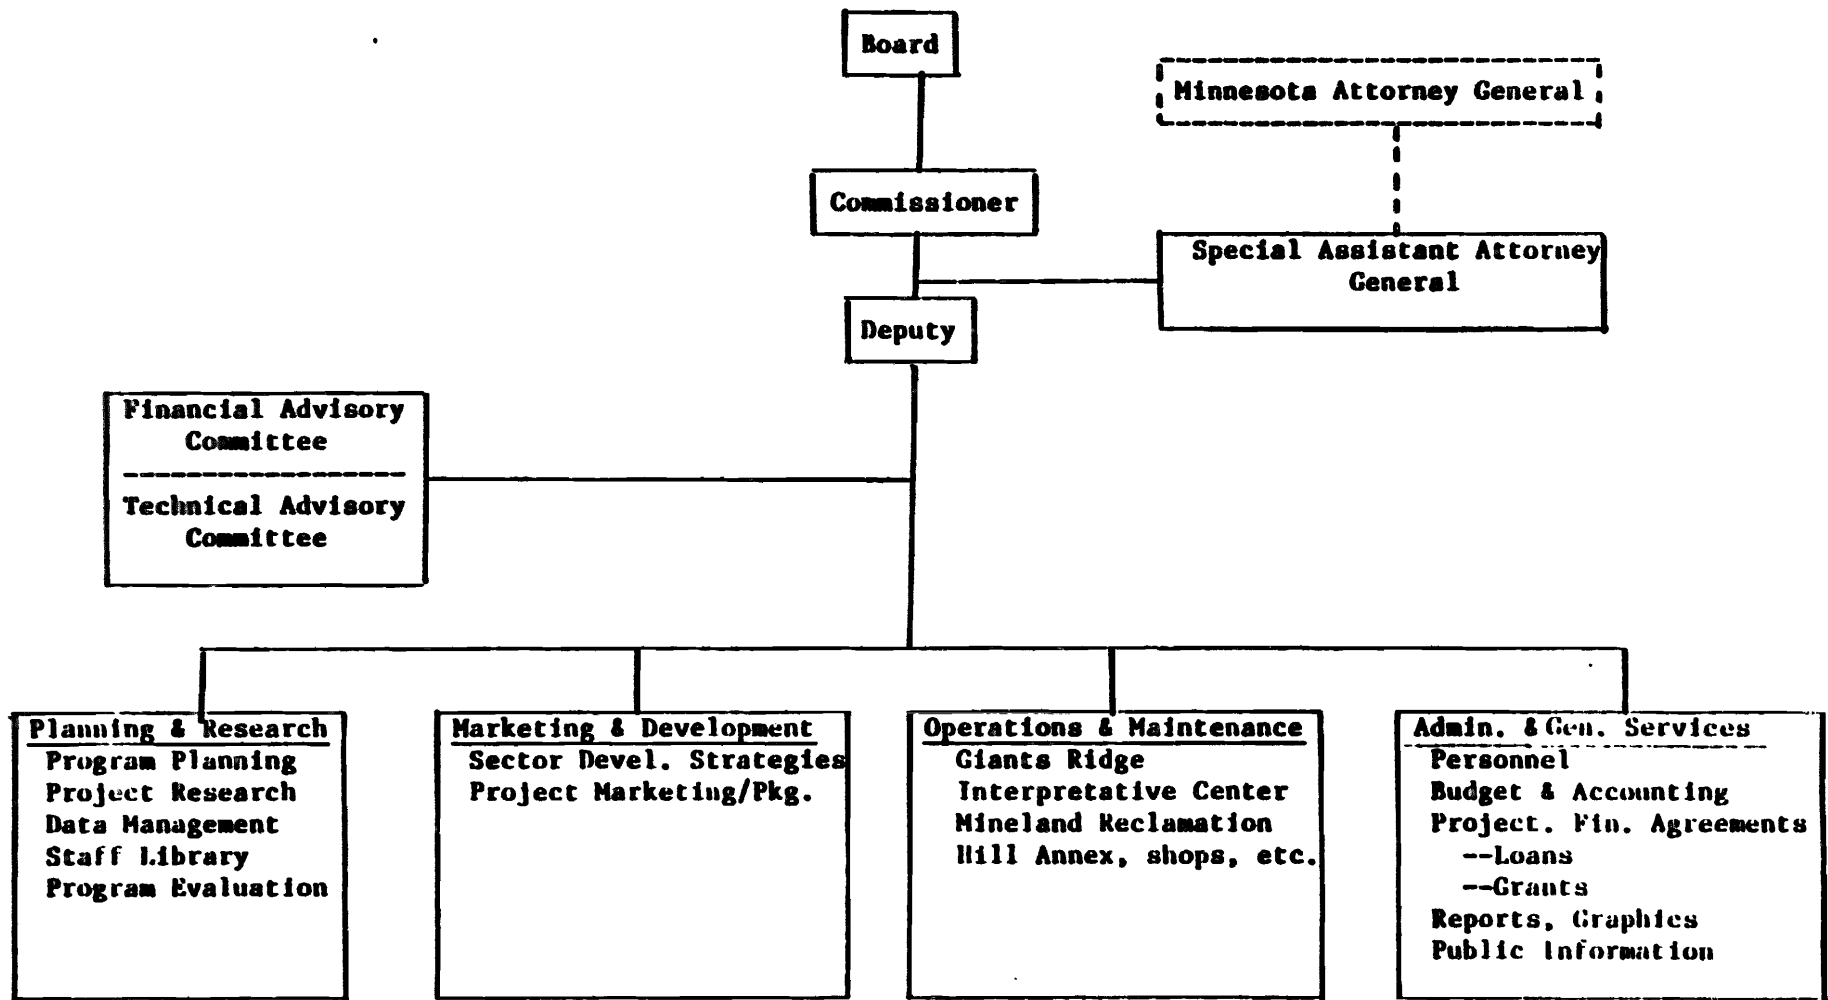 Board
Minnesota Attorney General
Commissioner
Special Assistant Attorney
General
Deputy
Financial Advisory
Committee
Technical Advisory
Committee
Planning & Research
Program Planning
Project Research
Data Management
Staff Library
Program Evaluation
Marketing & Development
Sector Devel. Strategies
Project Marketing/Pkg.
Operations & Maintenance
Giants Ridge
Interpretative Center
Mineland Reclamation
Hill Annex, shops, etc.
Admin. & Gen. Services
Personnel
Budget & Accounting
Project. Fin. Agreements
--Loans
--Grants
Reports, Graphics
Public Information